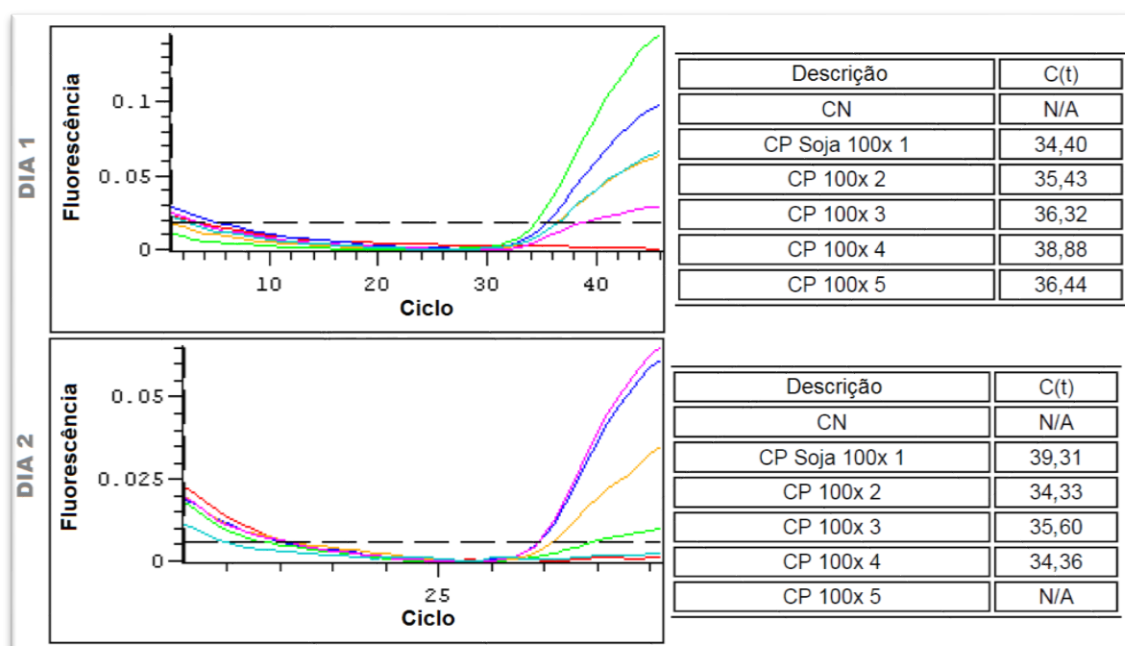 DIA 1
Fluorescência
0.1
0.05
0
10 20 30 40
Ciclo
Descrição C(t)
CN N/A
CP Soja 100x 1 34,40
CP 100x 2 35,43
CP 100x 3 36,32
CP 100x 4 38,88
CP 100x 5 36,44
DIA 2
Fluorescência
0.05
0.025
0
25
Ciclo
Descrição C(t)
CN N/A
CP Soja 100x 1 39,31
CP 100x 2 34,33
CP 100x 3 35,60
CP 100x 4 34,36
CP 100x 5 N/A